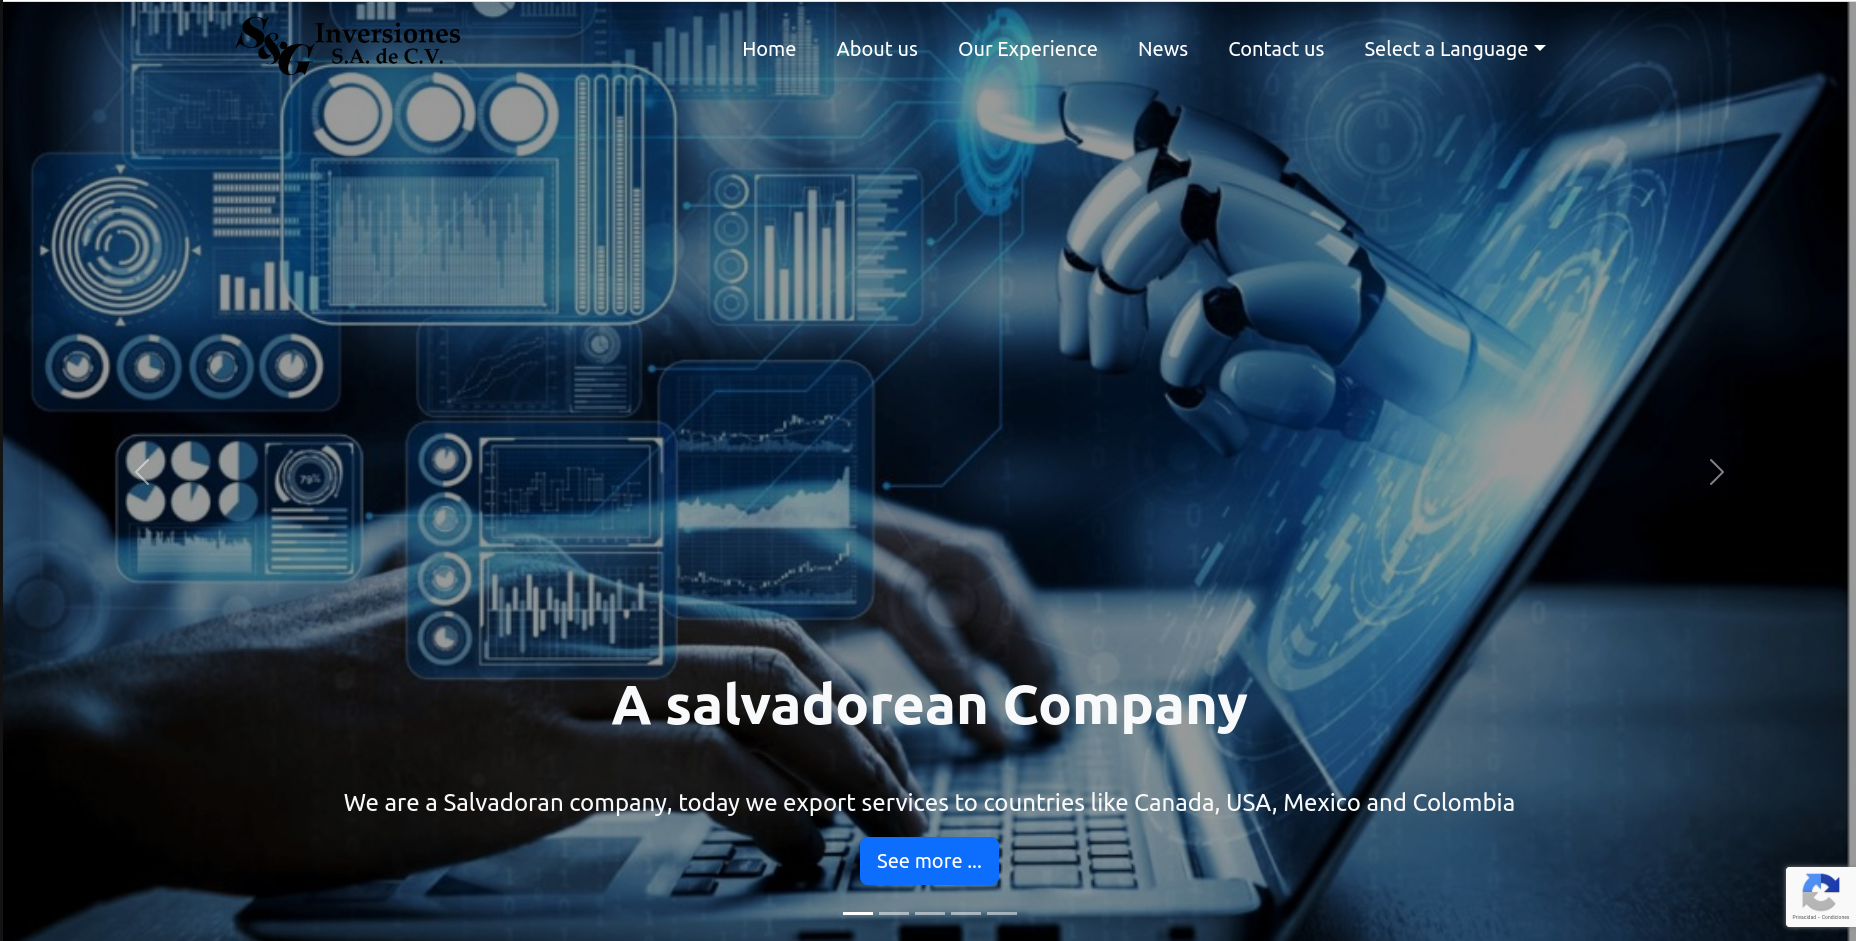 S&G Inversiones
S.A. de C.V.
Home About us Our Experience News Contact us Select a Language
79%
A salvadorean Company
We are a Salvadoran company, today we export services to countries like Canada, USA, Mexico and Colombia
See more ...
Privacidad - Condiciones